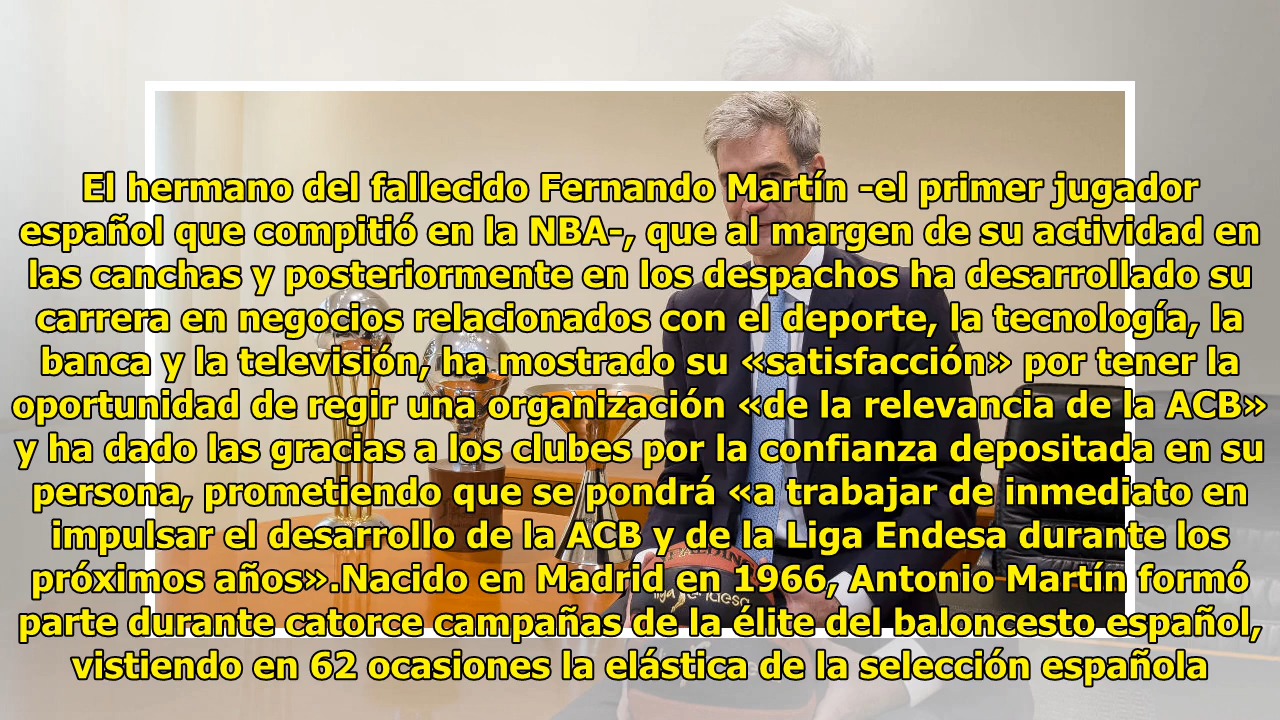 El hermano del fallecido Fernando Martín -el primer jugador
español que compitió en la NBA-, que al margen de su actividad en
las canchas y posteriormente en los despachos ha desarrollado su
carrera en negocios relacionados con el deporte, la tecnología, la
banca y la televisión, ha mostrado su «satisfacción» por tener la
oportunidad de regir una organización «de la relevancia de la ACB»
y ha dado las gracias a los clubes por la confianza depositada en su
persona, prometiendo que se pondrá «a trabajar de inmediato en
impulsar el desarrollo de la ACB y de la Liga Endesa durante los
próximos años».Nacido en Madrid en 1966, Antonio Martín formó
liga endesa
parte durante catorce campañas de la élite del baloncesto español,
vistiendo en 62 ocasiones la elástica de la selección española